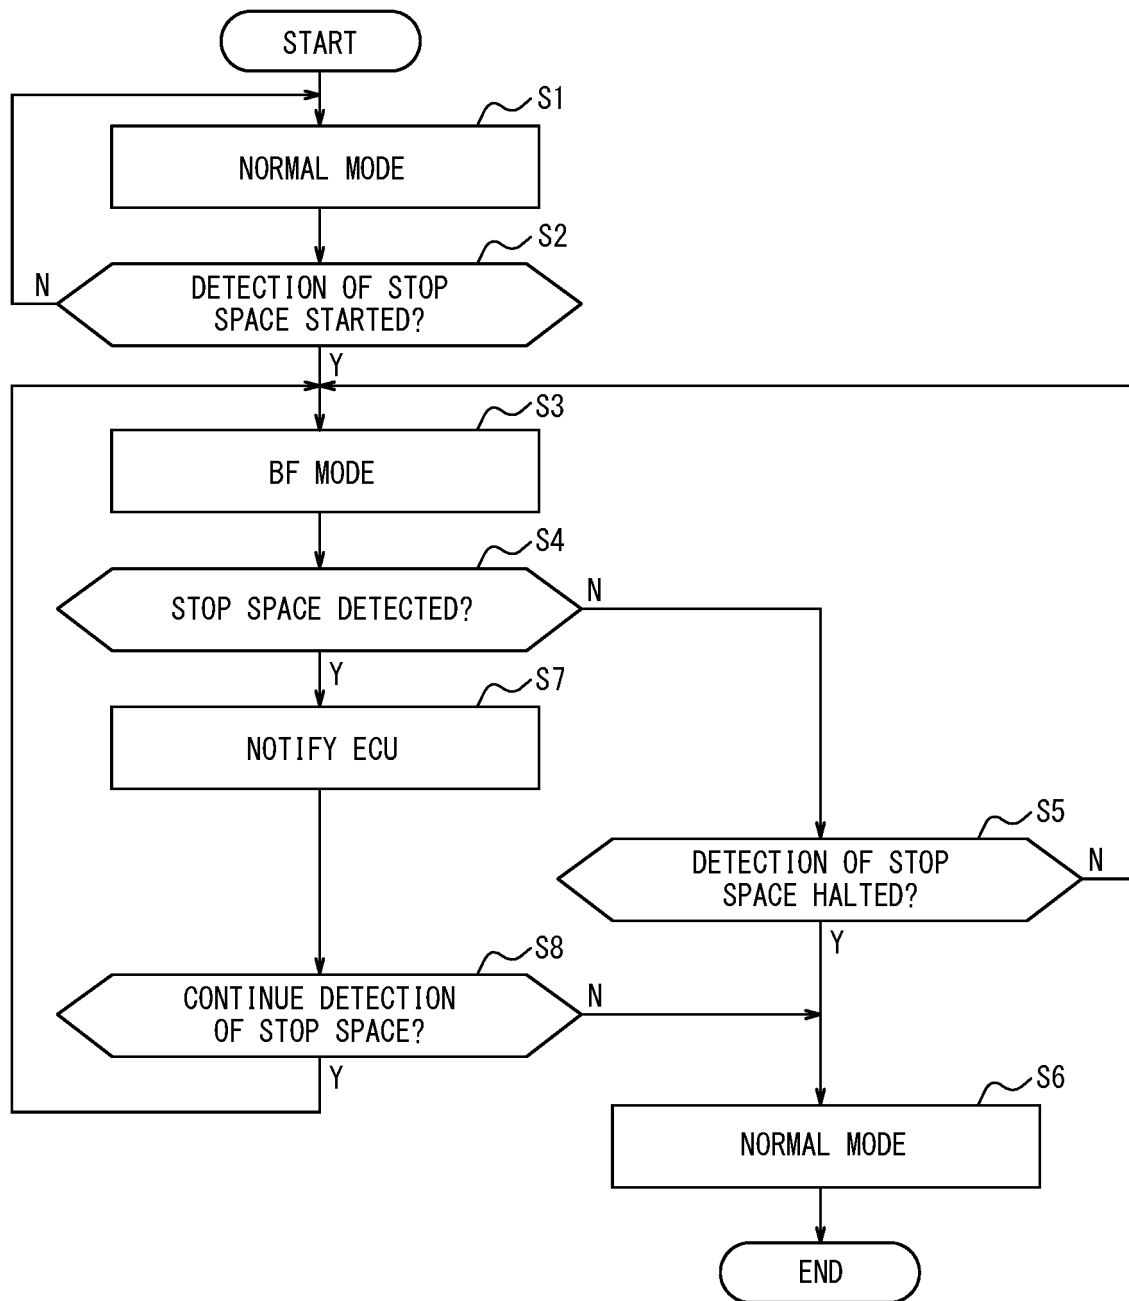 START
S1
NORMAL MODE
S2
N
DETECTION OF STOP
SPACE STARTED?
Y
S3
BF MODE
S4
N
STOP SPACE DETECTED?
Y
S7
NOTIFY ECU
S5
DETECTION OF STOP
SPACE HALTED?
N
Y
S8
CONTINUE DETECTION
OF STOP SPACE?
N
Y
S6
NORMAL MODE
END